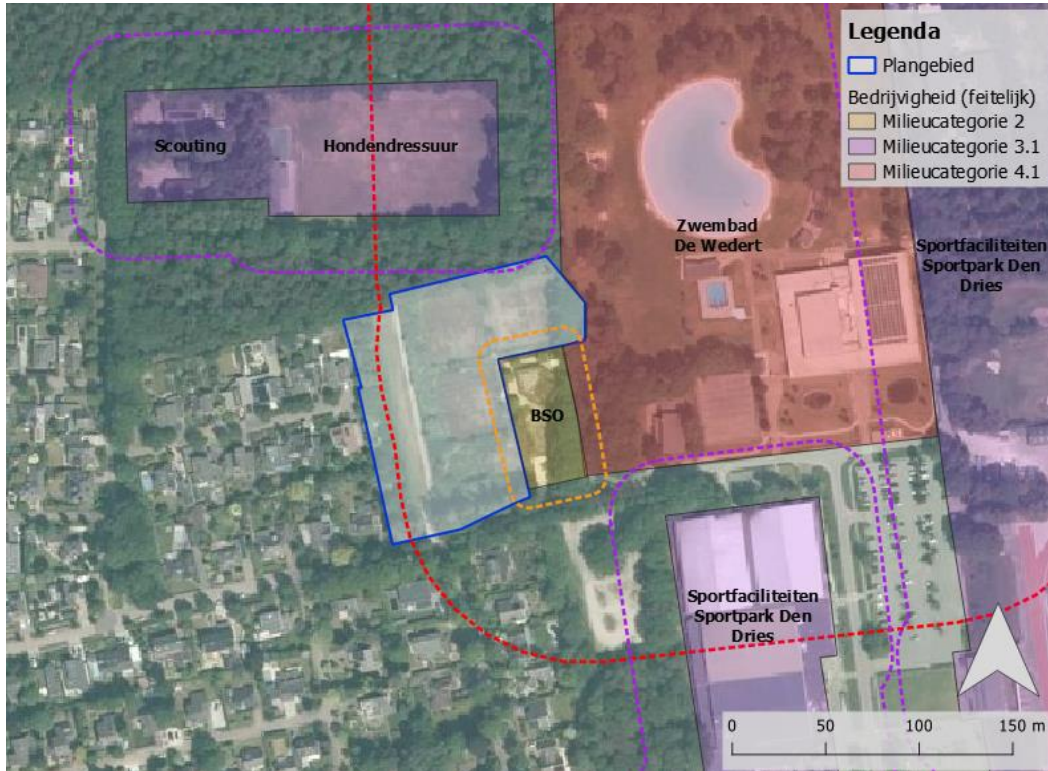 Legenda
Plangebied
Bedrijvigheid (feitelijk)
Milieucategorie 2
Milieucategorie 3.1
Milieucategorie 4.1
Scouting
Hondendressuur
Zwembad
De Wedert
Sportfaciliteiten
Sportpark Den
Dries
BSO
Sportfaciliteiten
Sportpark Den
Dries
0 50 100 150 m